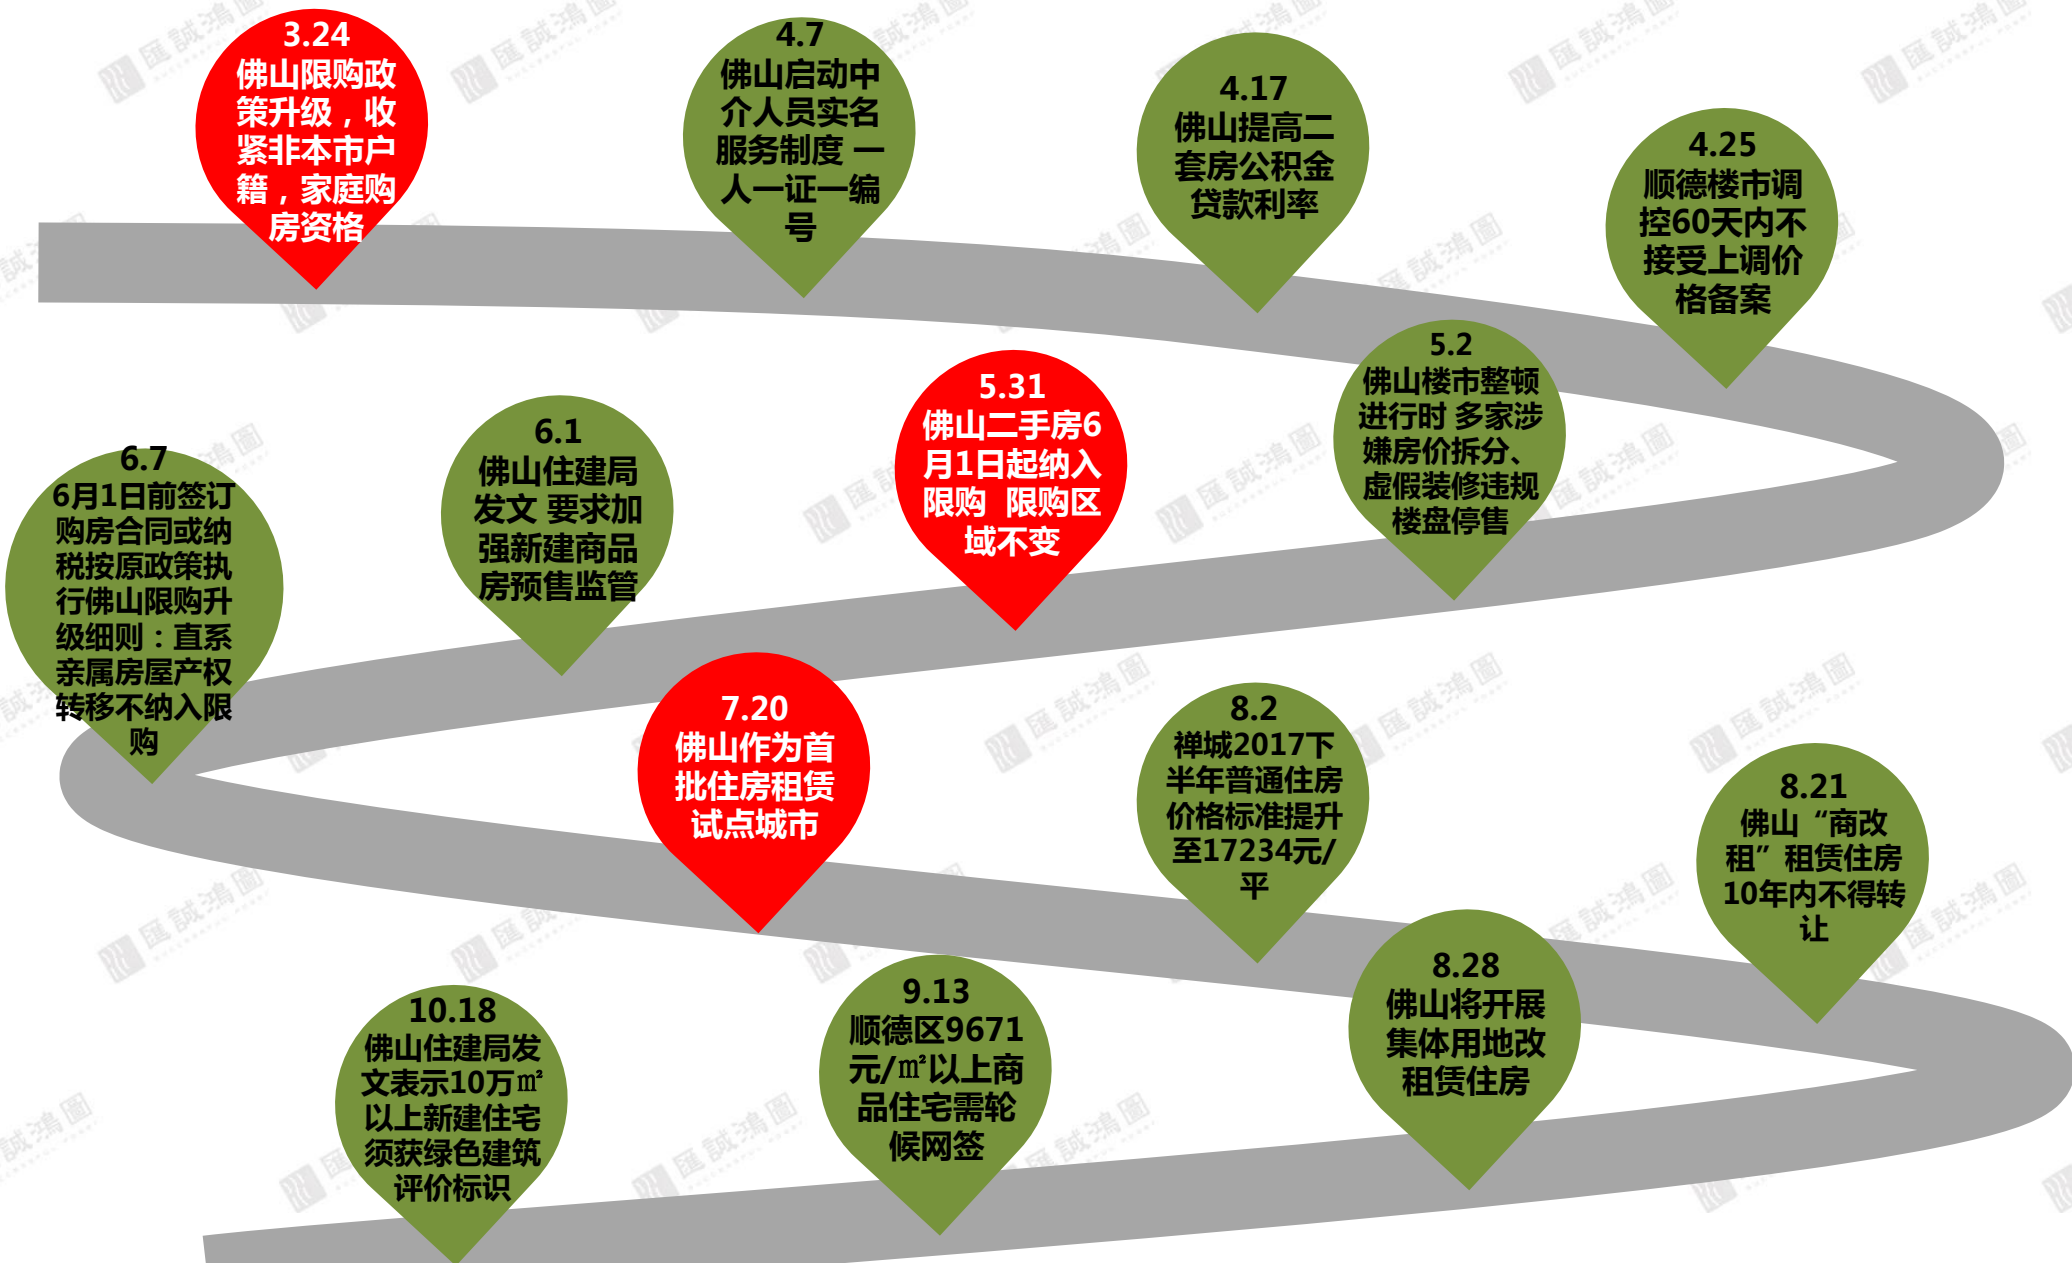 3.24
佛山限购政
策升级，收
紧非本市户
籍，家庭购
房资格
4.7
佛山启动中
介人员实名
服务制度 一
人一证一编
号
4.17
佛山提高二
套房公积金
贷款利率
4.25
顺德楼市调
控60天内不
接受上调价
格备案
5.2
佛山楼市整顿
进行时 多家涉
嫌房价拆分、
虚假装修违规
楼盘停售
5.31
佛山二手房6
月1日起纳入
限购 限购区
域不变
6.1
佛山住建局
发文 要求加
强新建商品
房预售监管
6.7
6月1日前签订
购房合同或纳
税按原政策执
行佛山限购升
级细则：直系
亲属房屋产权
转移不纳入限
购
7.20
佛山作为首
批住房租赁
试点城市
8.2
禅城2017下
半年普通住房
价格标准提升
至17234元/
平
8.21
佛山“商改
租”租赁住房
10年内不得转
让
8.28
佛山将开展
集体用地改
租赁住房
9.13
顺德区9671
元/㎡以上商
品住宅需轮
候网签
10.18
佛山住建局发
文表示10万㎡
以上新建住宅
须获绿色建筑
评价标识
匯誠鴻圖